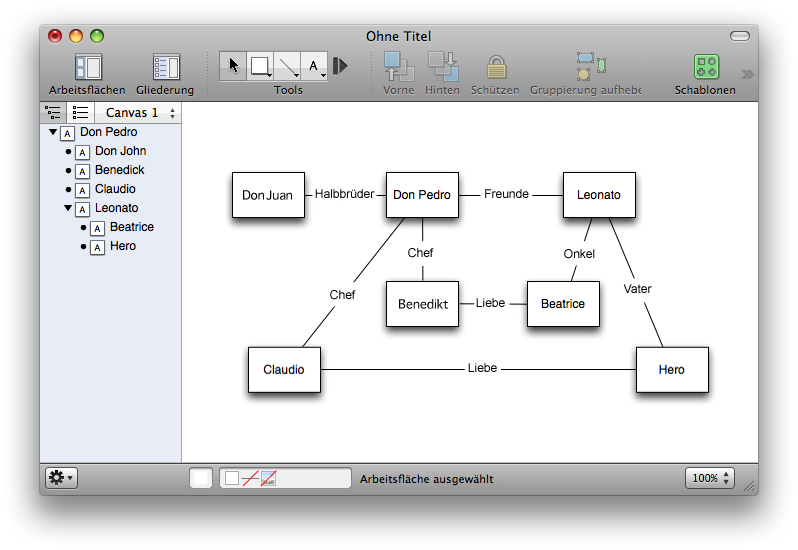 Ohne Titel
Arbeitsflächen Gliederung Tools Vorne Hinten Schützen Gruppierung aufhebe Schablonen
A
Canvas 1
A Don Pedro
A Don John
A Benedick
A Claudio
A Leonato
A Beatrice
A Hero
Don Juan Halbbrüder Don Pedro Freunde Leonato
Chef Onkel
Chef Vater
Benedikt Liebe Beatrice
Claudio Liebe Hero
Arbeitsfläche ausgewählt
100%